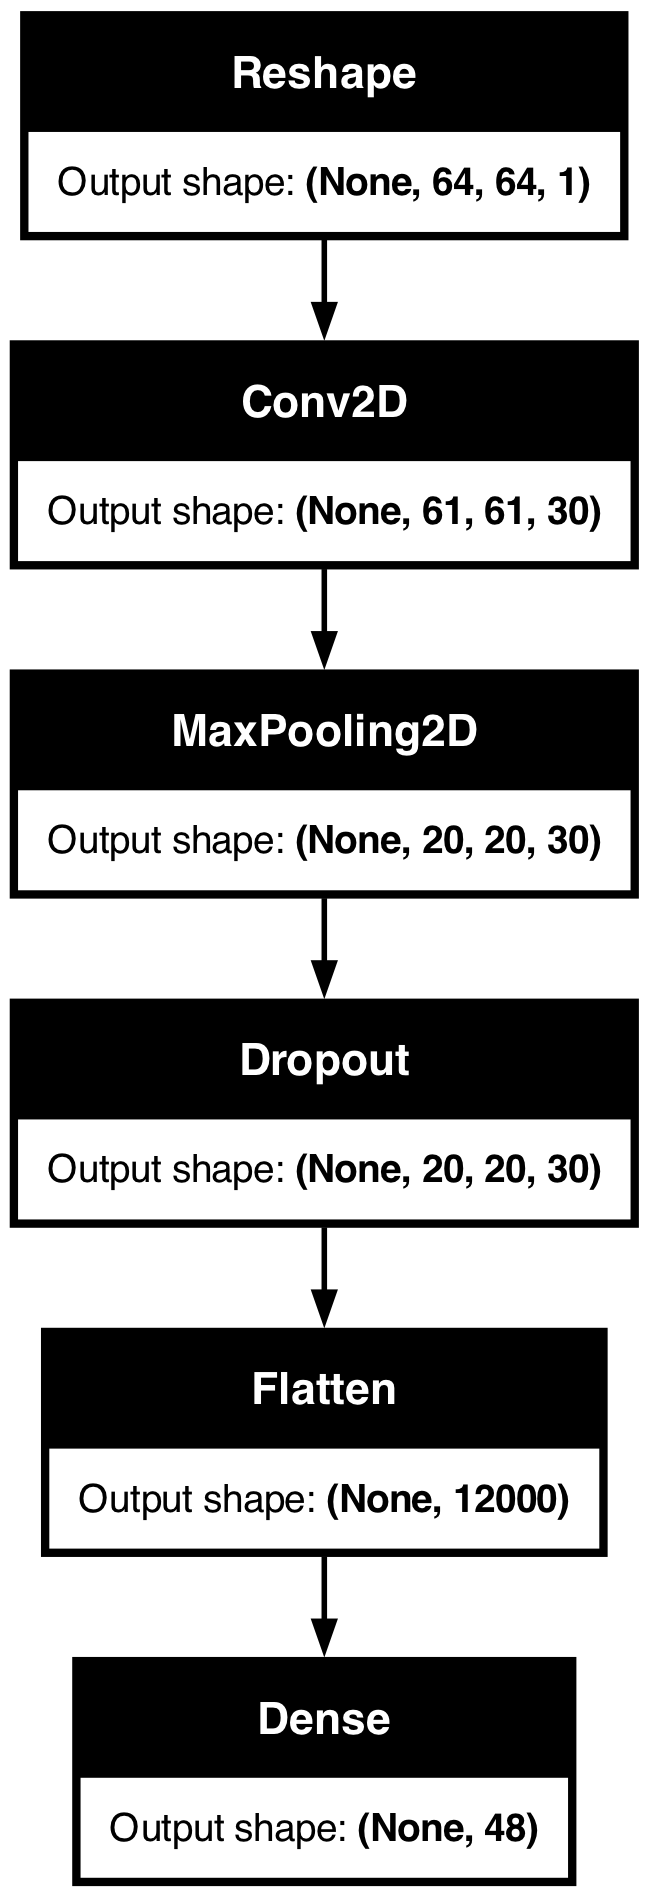 Reshape
Output shape: (None, 64, 64, 1)
Conv2D
Output shape: (None, 61, 61, 30)
MaxPooling2D
Output shape: (None, 20, 20, 30)
Dropout
Output shape: (None, 20, 20, 30)
Flatten
Output shape: (None, 12000)
Dense
Output shape: (None, 48)